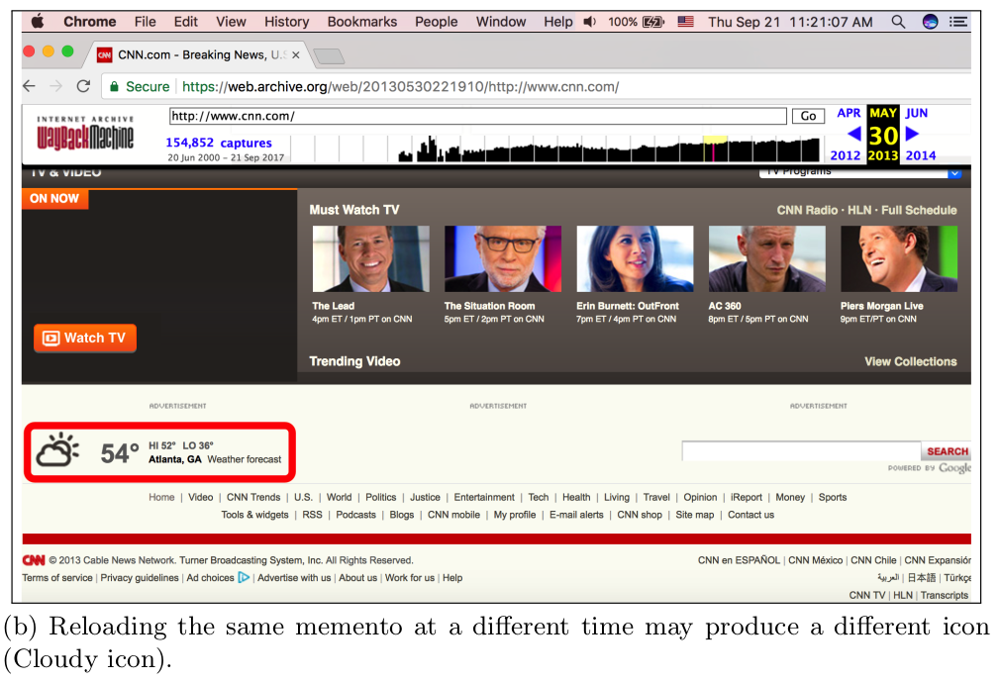 Chrome File Edit View History Bookmarks People Window Help 100% Thu Sep 21 11:21:07 AM
CNN CNN.com - Breaking News, U.S
Secure https://web.archive.org/web/20130530221910/http://www.cnn.com/
INTERNET ARCHIVE
WayBackMachine
http://www.cnn.com/ Go
APR MAY JUN
154,852 captures
30
20 Jun 2000 – 21 Sep 2017
2012 2013 2014
TV & VIDEO
TV Programs
ON NOW
Must Watch TV
CNN Radio · HLN · Full Schedule
The Lead
4pm ET / 1pm PT on CNN
The Situation Room
5pm ET / 2pm PT on CNN
Erin Burnett: OutFront
7pm ET / 4pm PT on CNN
AC 360
8pm ET / 5pm PT on CNN
Piers Morgan Live
9pm ET/PT on CNN
Watch TV
Trending Video
View Collections
ADVERTISEMENT ADVERTISEMENT ADVERTISEMENT
54° HI 52° LO 36°
Atlanta, GA Weather forecast
SEARCH
POWERED BY Google
Home | Video | CNN Trends | U.S. | World | Politics | Justice | Entertainment | Tech | Health | Living | Travel | Opinion | iReport | Money | Sports
Tools & widgets | RSS | Podcasts | Blogs | CNN mobile | My profile | E-mail alerts | CNN shop | Site map | Contact us
CNN © 2013 Cable News Network. Turner Broadcasting System, Inc. All Rights Reserved.
CNN en ESPAÑOL | CNN México | CNN Chile | CNN Expansión
Terms of service | Privacy guidelines | Ad choices | Advertise with us | About us | Work for us | Help
العربية | 日本語 | Türkçe
CNN TV | HLN | Transcripts
(b) Reloading the same memento at a different time may produce a different icon
(Cloudy icon).